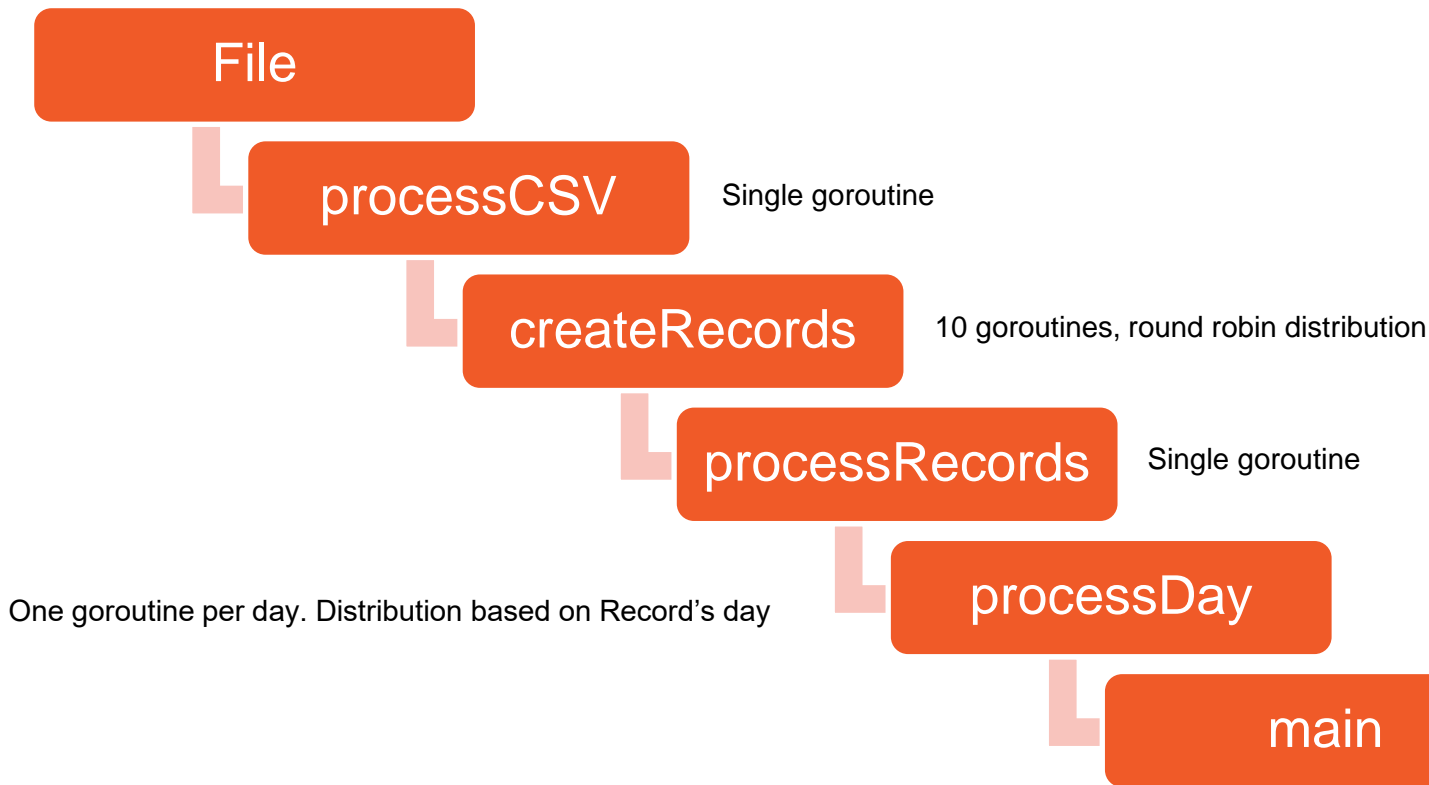 File
processCSV
Single goroutine
createRecords
10 goroutines, round robin distribution
processRecords
Single goroutine
processDay
One goroutine per day. Distribution based on Record’s day
main